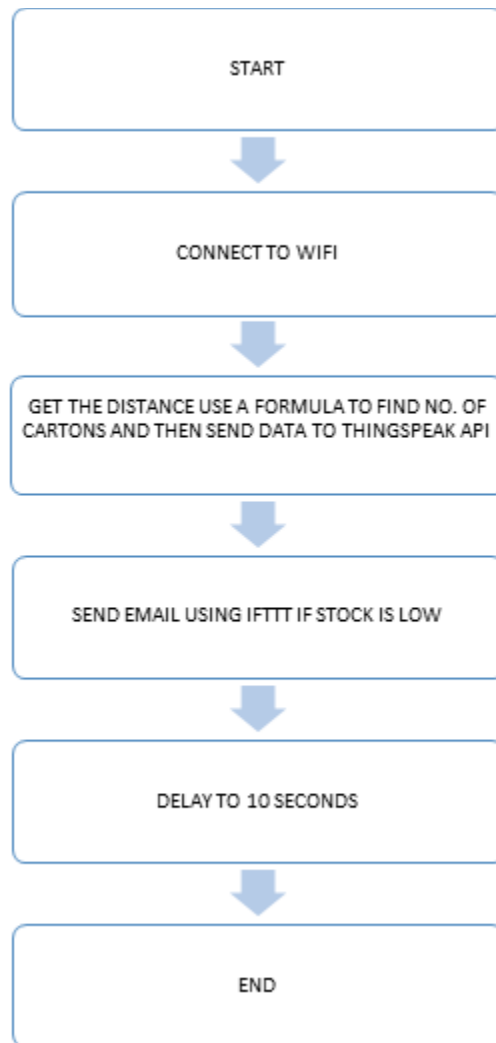 START
CONNECT TO WIFI
GET THE DISTANCE USE A FORMULA TO FIND NO. OF
CARTONS AND THEN SEND DATA TO THINGSPEAK API
SEND EMAIL USING IFTTT IF STOCK IS LOW
DELAY TO 10 SECONDS
END